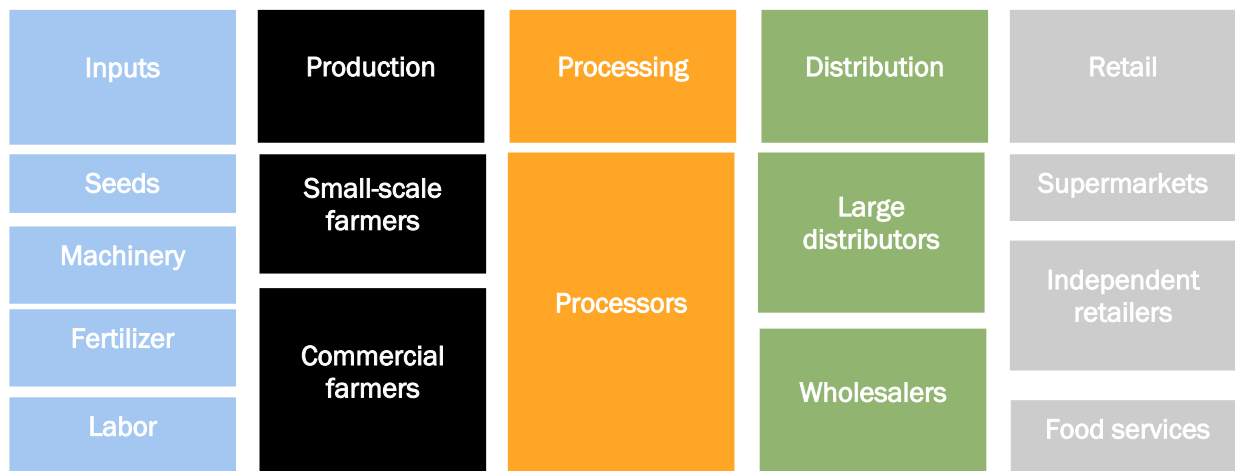 Inputs
Production
Processing
Distribution
Retail
Seeds
Machinery
Fertilizer
Labor
Small-scale
farmers
Commercial
farmers
Processors
Large
distributors
Wholesalers
Supermarkets
Independent
retailers
Food services